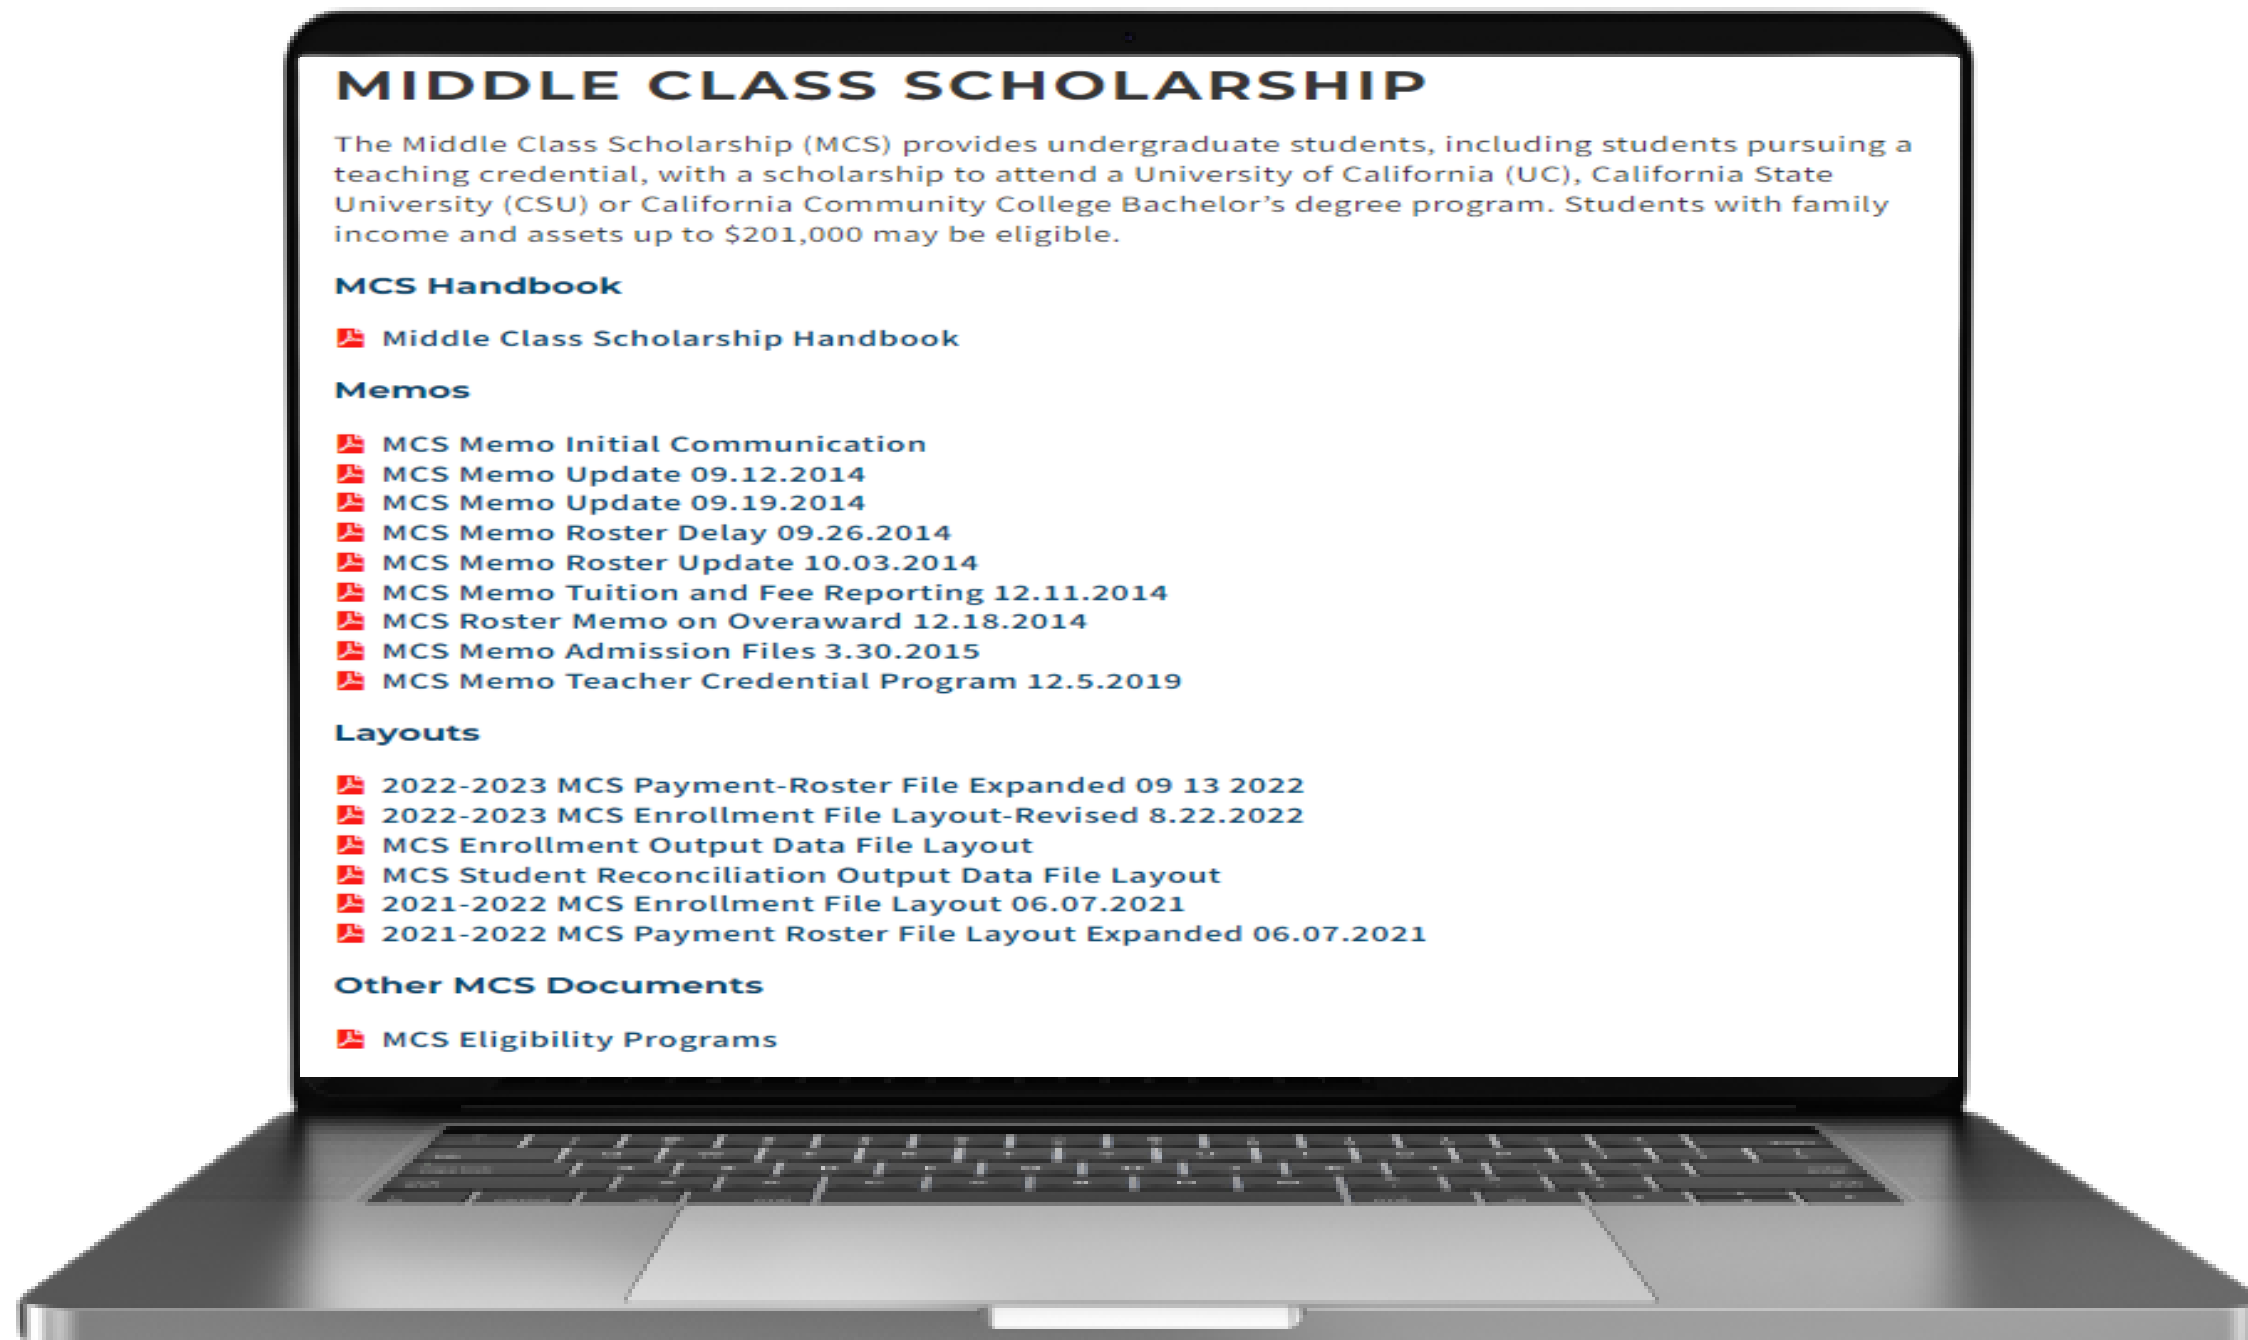 MIDDLE CLASS SCHOLARSHIP
The Middle Class Scholarship (MCS) provides undergraduate students, including students pursuing a
teaching credential, with a scholarship to attend a University of California (UC), California State
University (CSU) or California Community College Bachelor’s degree program. Students with family
income and assets up to $201,000 may be eligible.
MCS Handbook
Middle Class Scholarship Handbook
Memos
MCS Memo Initial Communication
MCS Memo Update 09.12.2014
MCS Memo Update 09.19.2014
MCS Memo Roster Delay 09.26.2014
MCS Memo Roster Update 10.03.2014
MCS Memo Tuition and Fee Reporting 12.11.2014
MCS Roster Memo on Overaward 12.18.2014
MCS Memo Admission Files 3.30.2015
MCS Memo Teacher Credential Program 12.5.2019
Layouts
2022-2023 MCS Payment-Roster File Expanded 09 13 2022
2022-2023 MCS Enrollment File Layout-Revised 8.22.2022
MCS Enrollment Output Data File Layout
MCS Student Reconciliation Output Data File Layout
2021-2022 MCS Enrollment File Layout 06.07.2021
2021-2022 MCS Payment Roster File Layout Expanded 06.07.2021
Other MCS Documents
MCS Eligibility Programs